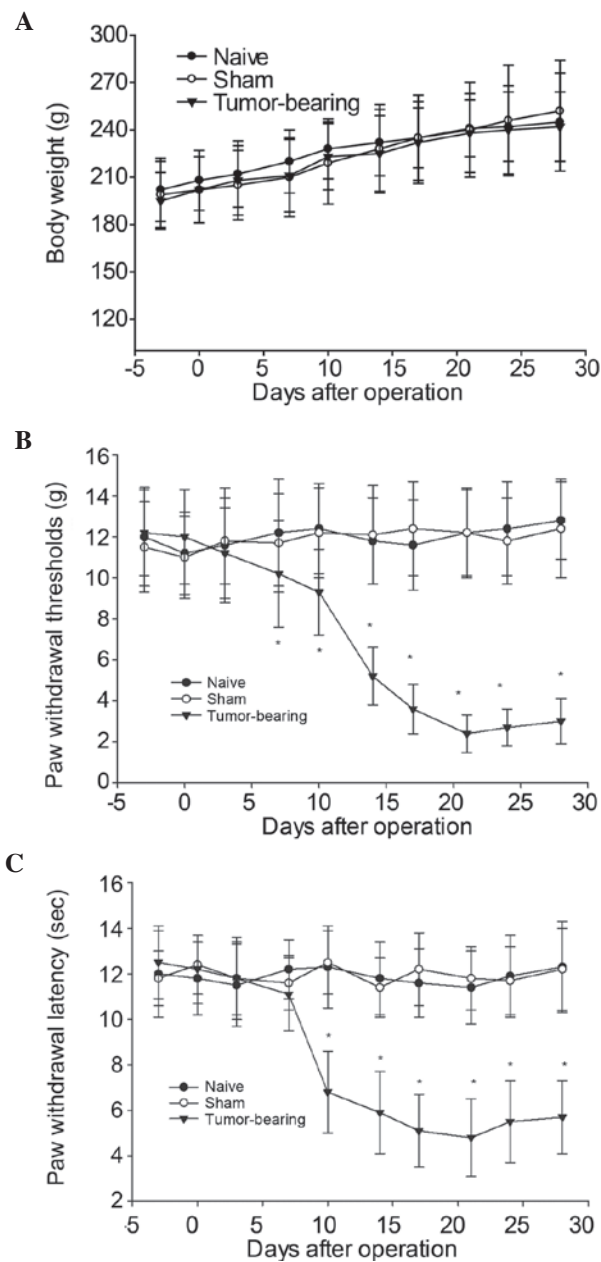 A
300
270
240
210
180
150
120
Body weight (g)
Naive
Sham
Tumor-bearing
0 5 10 15 20 25 30
Days after operation
B
16
14
12
10
8
6
4
2
0
Paw withdrawal thresholds (g)
* * * * * * *
Naive
Sham
Tumor-bearing
-5 0 5 10 15 20 25 30
Days after operation
C
16
14
12
10
8
6
4
2
Paw withdrawal latency (sec)
* * * * * *
Naive
Sham
Tumor-bearing
-5 0 5 10 15 20 25 30
Days after operation